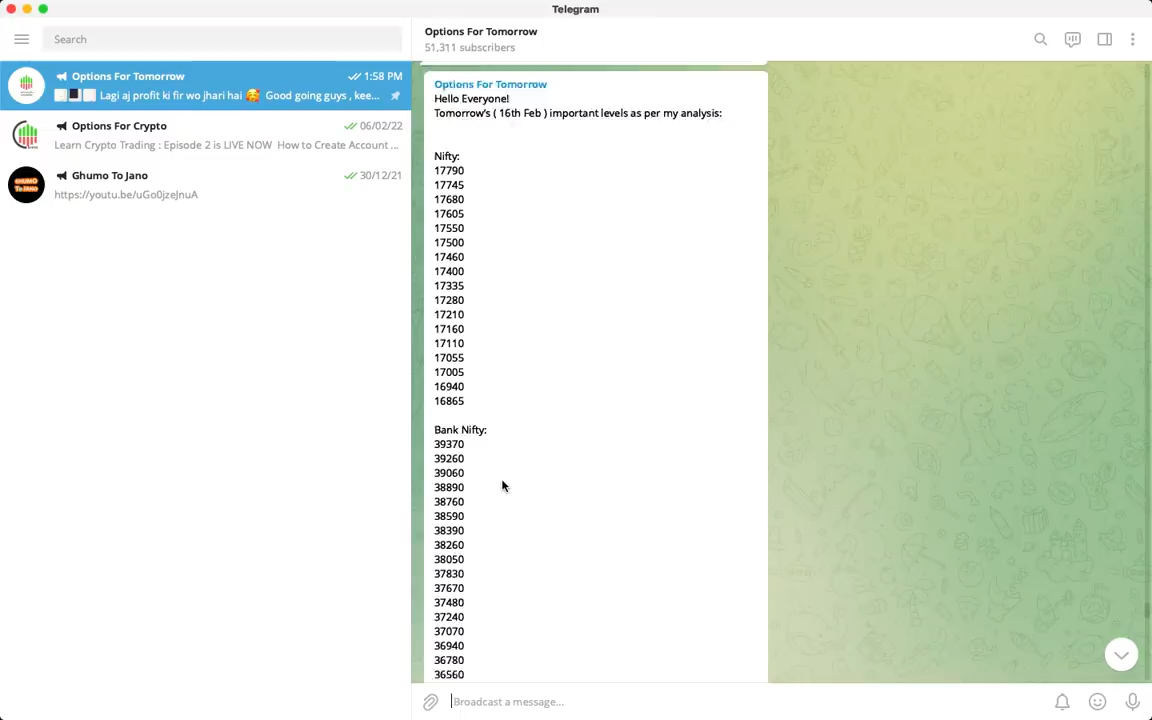 Telegram
Search
Options For Tomorrow
1:58 PM
Lagi aj profit ki fir wo jhari hai 🥰 Good going guys , kee...
Options For Crypto
06/02/22
Learn Crypto Trading : Episode 2 is LIVE NOW How to Create Account ...
Ghumo To Jano
30/12/21
https://youtu.be/uGo0jzeJnuA
GHUMO
TO JANO
Options For Tomorrow
51,311 subscribers
Options For Tomorrow
Hello Everyone!
Tomorrow's ( 16th Feb ) important levels as per my analysis:
Nifty:
17790
17745
17680
17605
17550
17500
17460
17400
17335
17280
17210
17160
17110
17055
17005
16940
16865
Bank Nifty:
39370
39260
39060
38890
38760
38590
38390
38260
38050
37830
37670
37480
37240
37070
36940
36780
36560
Broadcast a message...